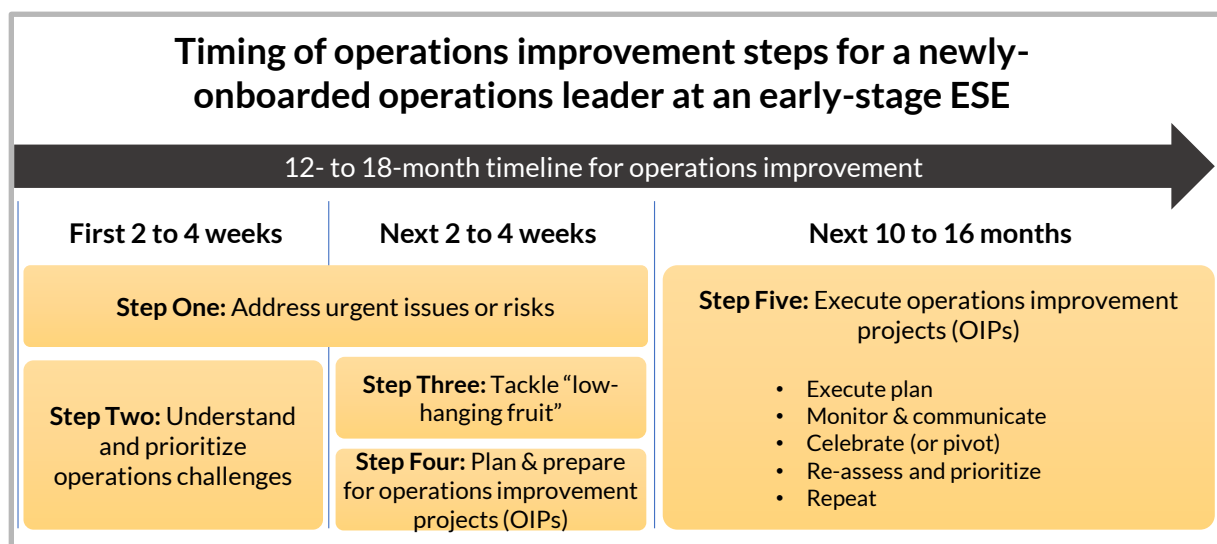 Timing of operations improvement steps for a newly-
onboarded operations leader at an early-stage ESE
12- to 18-month timeline for operations improvement
First 2 to 4 weeks
Next 2 to 4 weeks
Next 10 to 16 months
Step One: Address urgent issues or risks
Step Two: Understand
and prioritize
operations challenges
Step Three: Tackle “low-
hanging fruit”
Step Four: Plan & prepare
for operations improvement
projects (OIPs)
Step Five: Execute operations improvement
projects (OIPs)
• Execute plan
• Monitor & communicate
• Celebrate (or pivot)
• Re-assess and prioritize
• Repeat